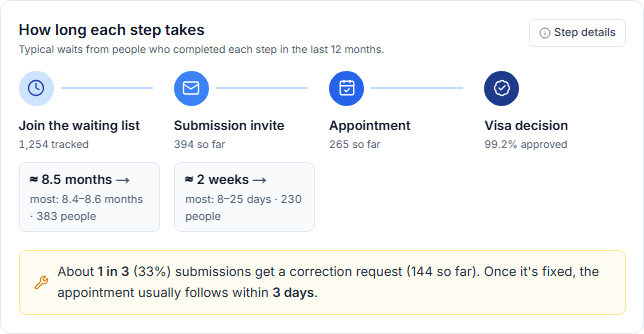 How long each step takes
Step details
Typical waits from people who completed each step in the last 12 months.
Join the waiting list
1,254 tracked
Submission invite
394 so far
Appointment
265 so far
Visa decision
99.2% approved
≈ 8.5 months →
most: 8.4–8.6 months
· 383 people
≈ 2 weeks →
most: 8–25 days · 230
people
About 1 in 3 (33%) submissions get a correction request (144 so far). Once it's fixed, the
appointment usually follows within 3 days.